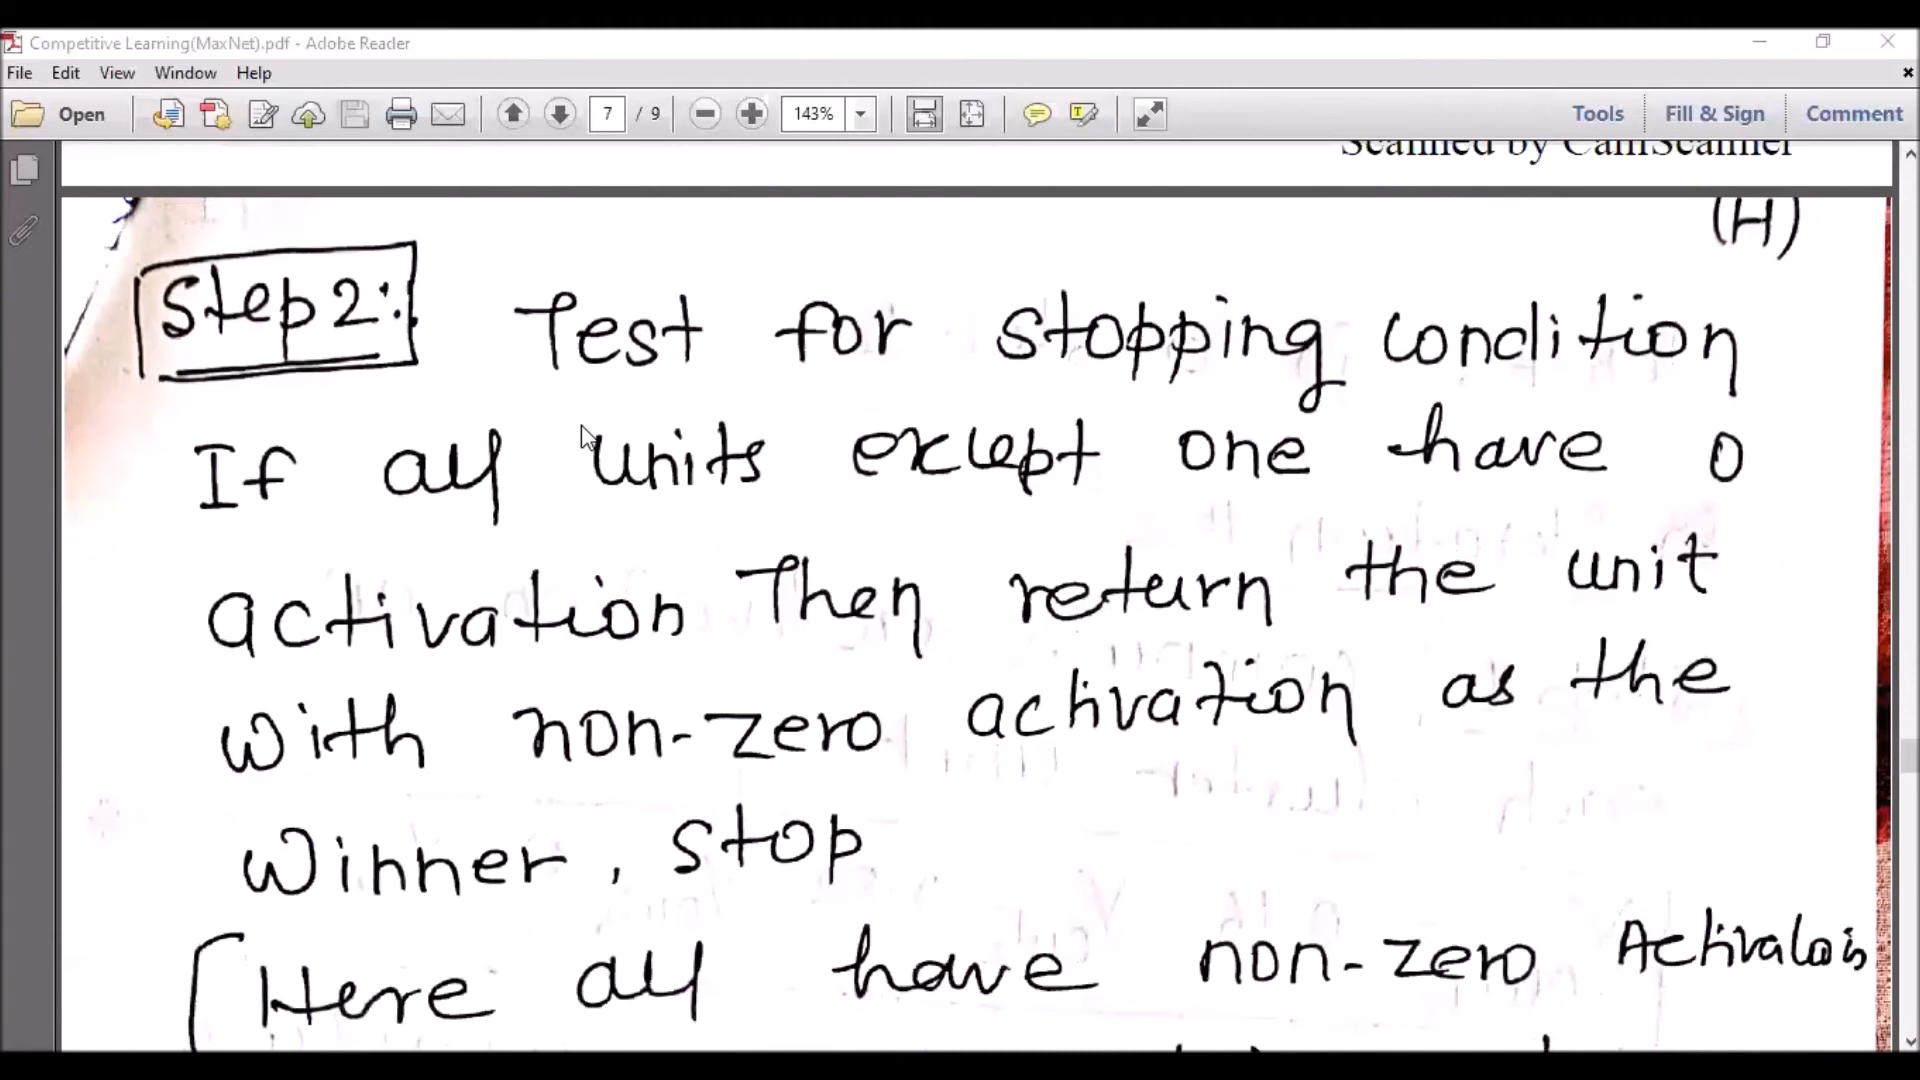 Competitive Learning(MaxNet).pdf - Adobe Reader
File Edit View Window Help
Open 7 / 9 143% Tools Fill & Sign Comment
Scanned by CamScanner
(H)
Step 2: Test for stopping condition
If all units except one have 0
activation Then return the unit
with non-zero activation as the
Winner, stop
[Here all have non-zero